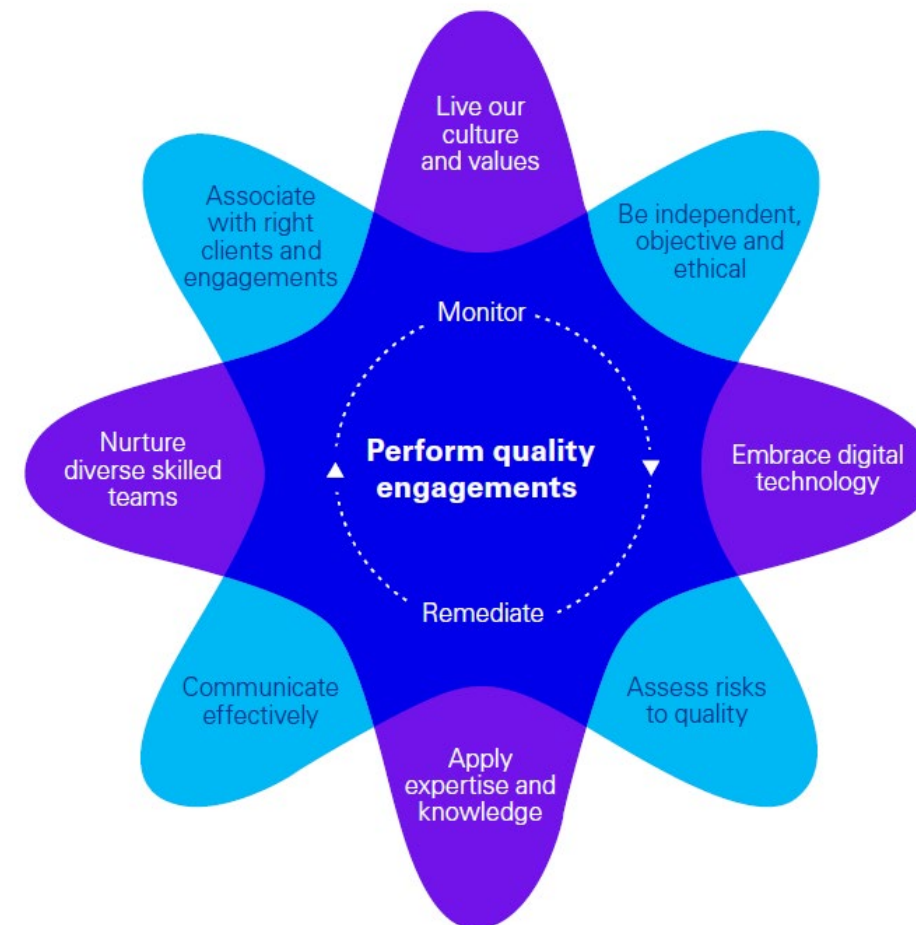 Live our
culture
and values
Associate
with right
clients and
engagements
Be independent,
objective and
ethical
Monitor
Nurture
diverse skilled
teams
Perform quality
engagements
Embrace digital
technology
Remediate
Communicate
effectively
Assess risks
to quality
Apply
expertise and
knowledge